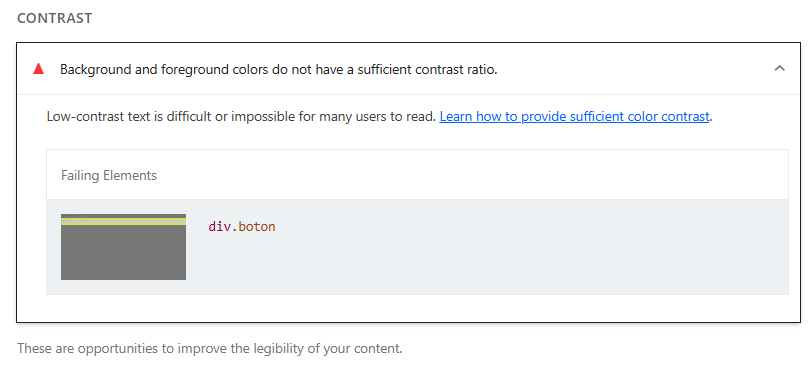 CONTRAST
Background and foreground colors do not have a sufficient contrast ratio.
Low-contrast text is difficult or impossible for many users to read. Learn how to provide sufficient color contrast.
Failing Elements
div.boton
These are opportunities to improve the legibility of your content.